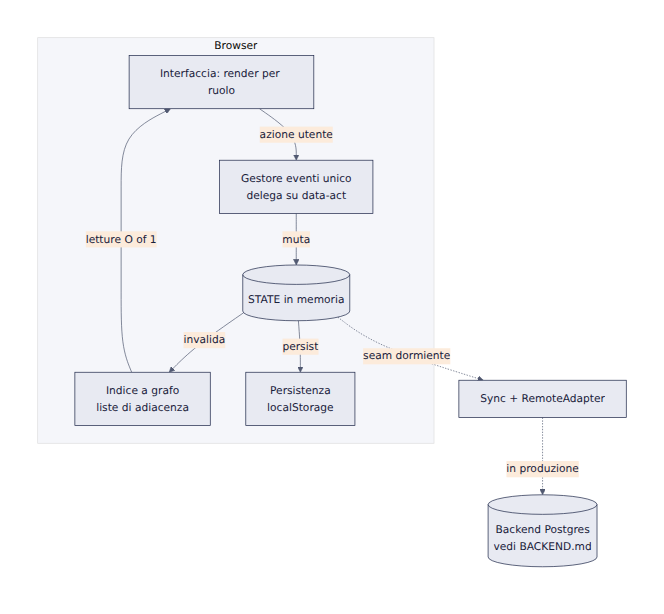 Browser
Interfaccia: render per
ruolo
azione utente
Gestore eventi unico
delega su data-act
letture O of 1
muta
STATE in memoria
invalida
persist
seam dormiente
Indice a grafo
liste di adiacenza
Persistenza
localStorage
Sync + RemoteAdapter
in produzione
Backend Postgres
vedi BACKEND.md